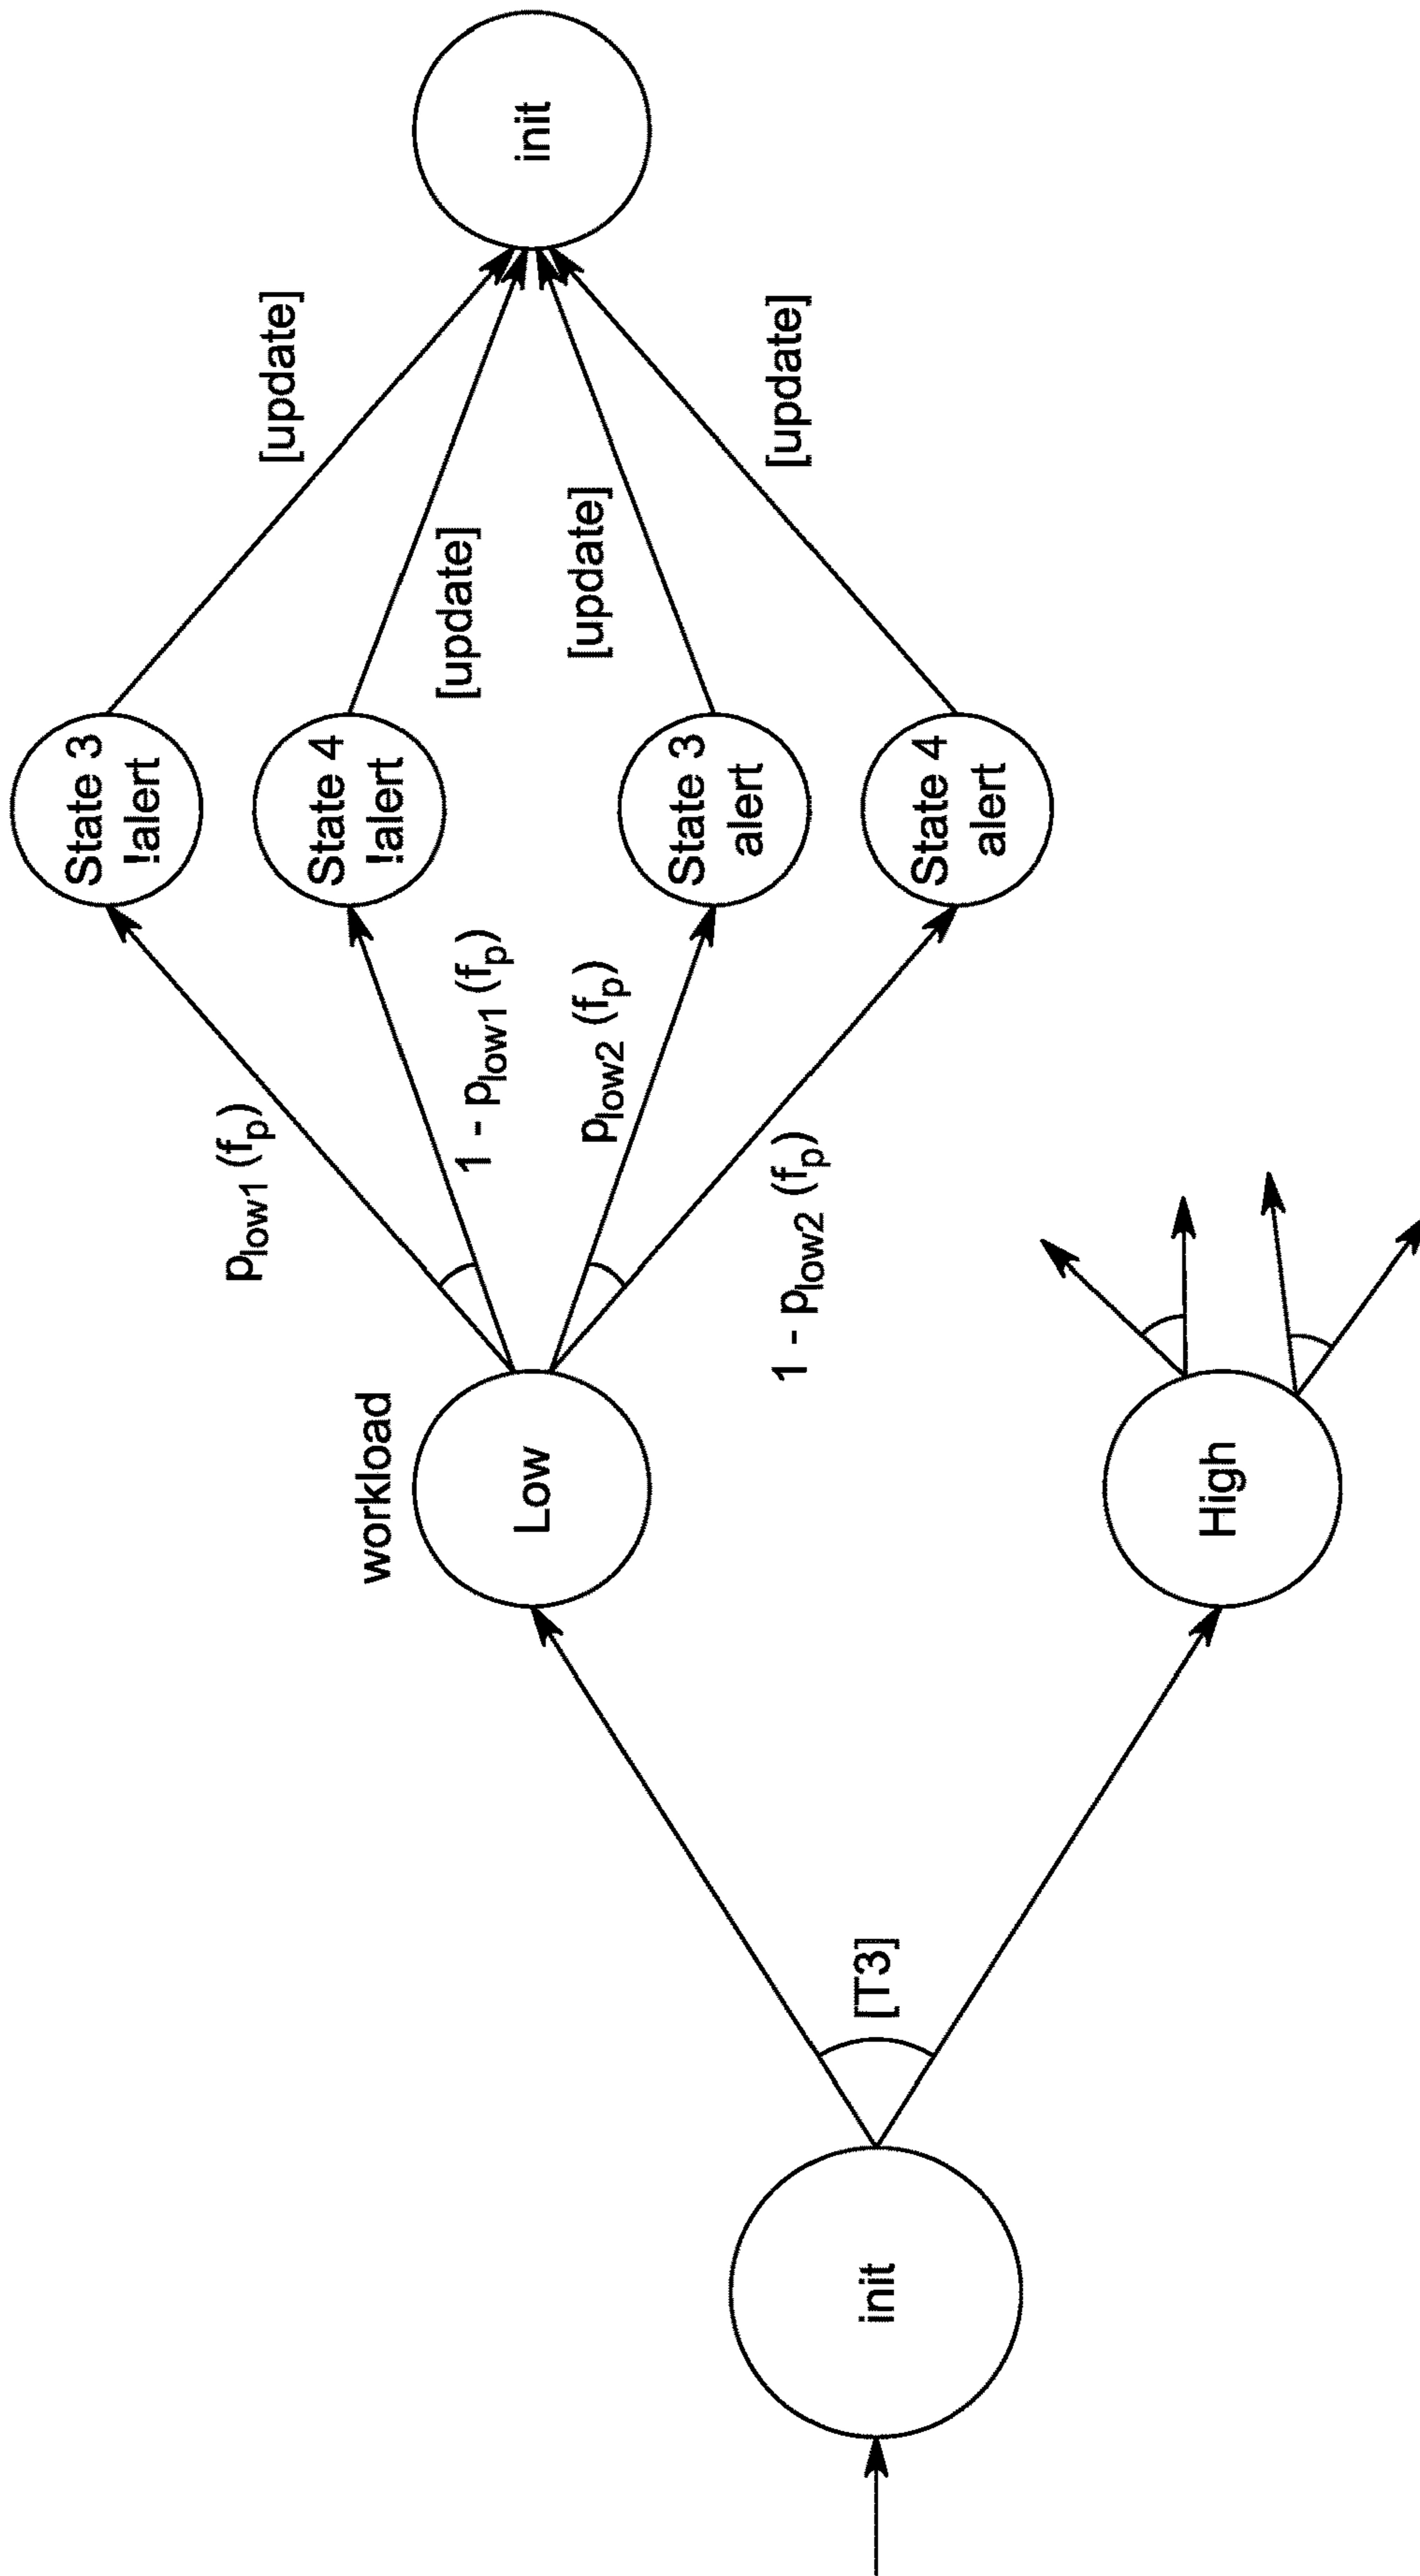 init
[T3]
workload
Low
High
p_low1 (f_p)
1 - p_low1 (f_p)
p_low2 (f_p)
1 - p_low2 (f_p)
State 3
!alert
State 4
!alert
State 3
alert
State 4
alert
[update]
[update]
[update]
[update]
init